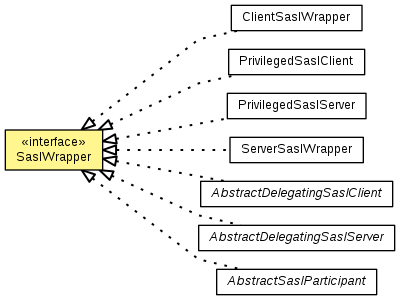 ClientSaslWrapper
PrivilegedSaslClient
PrivilegedSaslServer
«interface»
SaslWrapper
ServerSaslWrapper
AbstractDelegatingSaslClient
AbstractDelegatingSaslServer
AbstractSaslParticipant